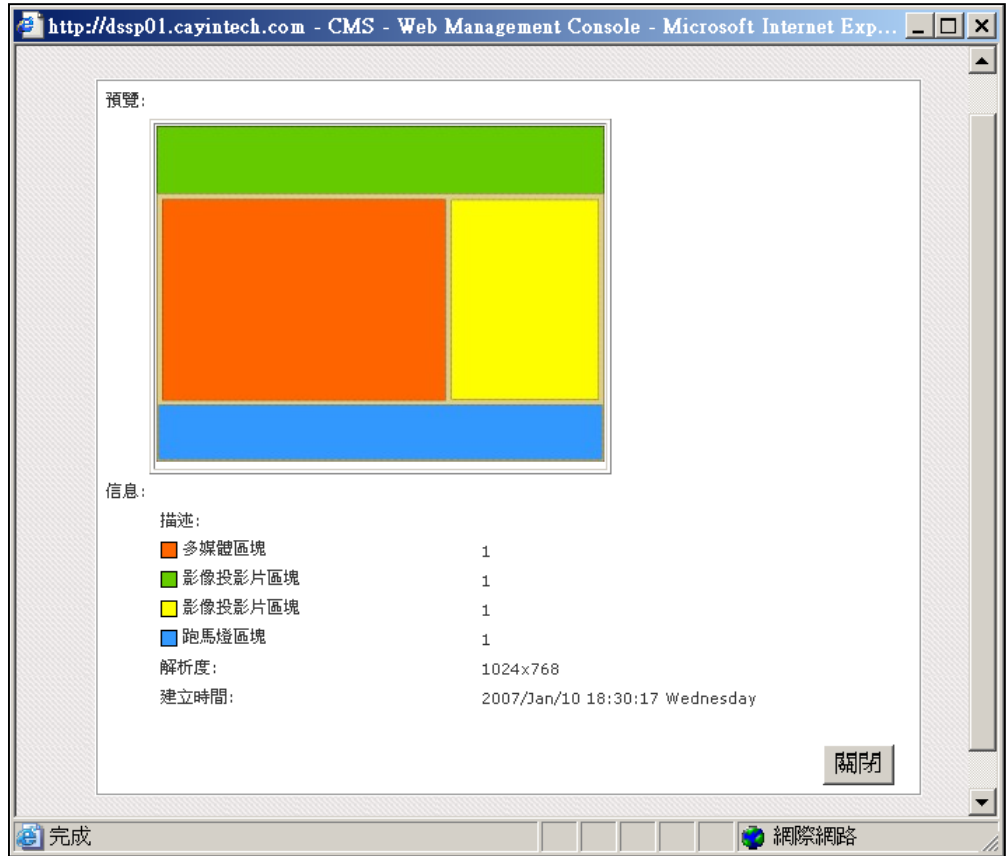 http://dssp01.cayintech.com - CMS - Web Management Console - Microsoft Internet Exp...
預覽:
信息:
描述:
多媒體區塊 1
影像投影片區塊 1
影像投影片區塊 1
跑馬燈區塊 1
解析度: 1024x768
建立時間: 2007/Jan/10 18:30:17 Wednesday
關閉
完成 網際網路